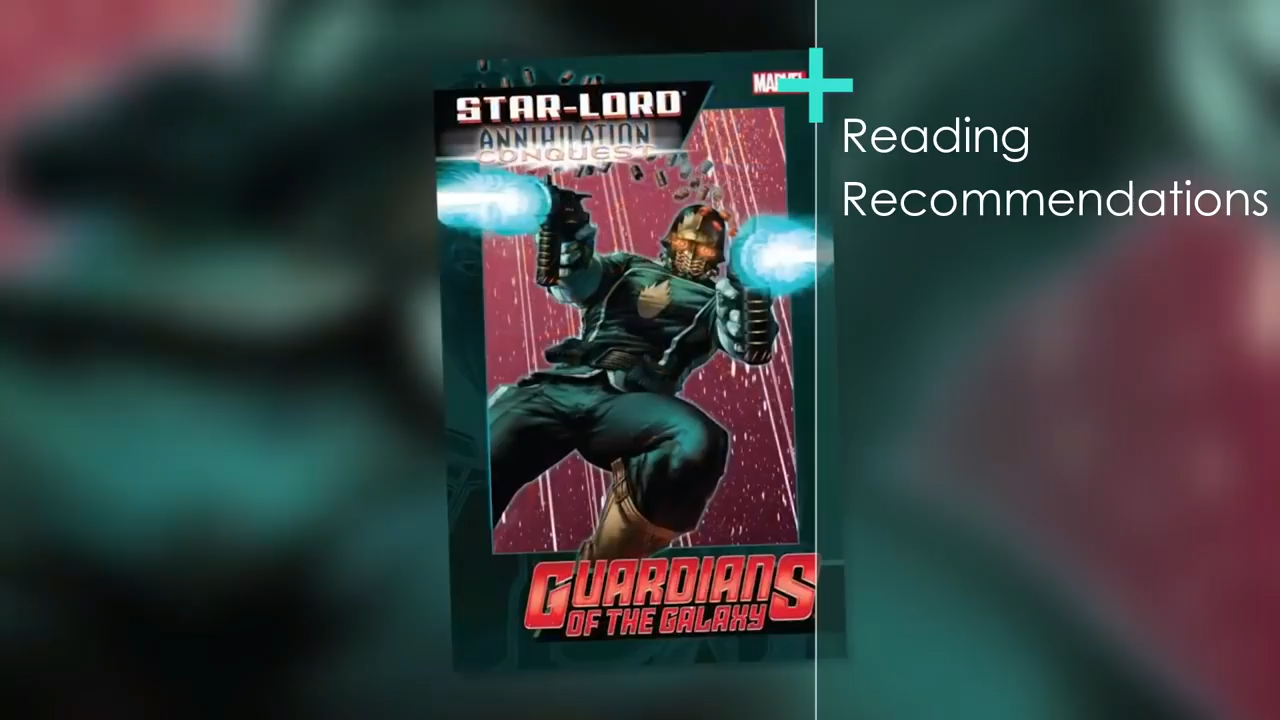 MARVEL
STAR-LORD
ANNIHILATION
CONQUEST
GUARDIANS
OF THE GALAXY
Reading
Recommendations